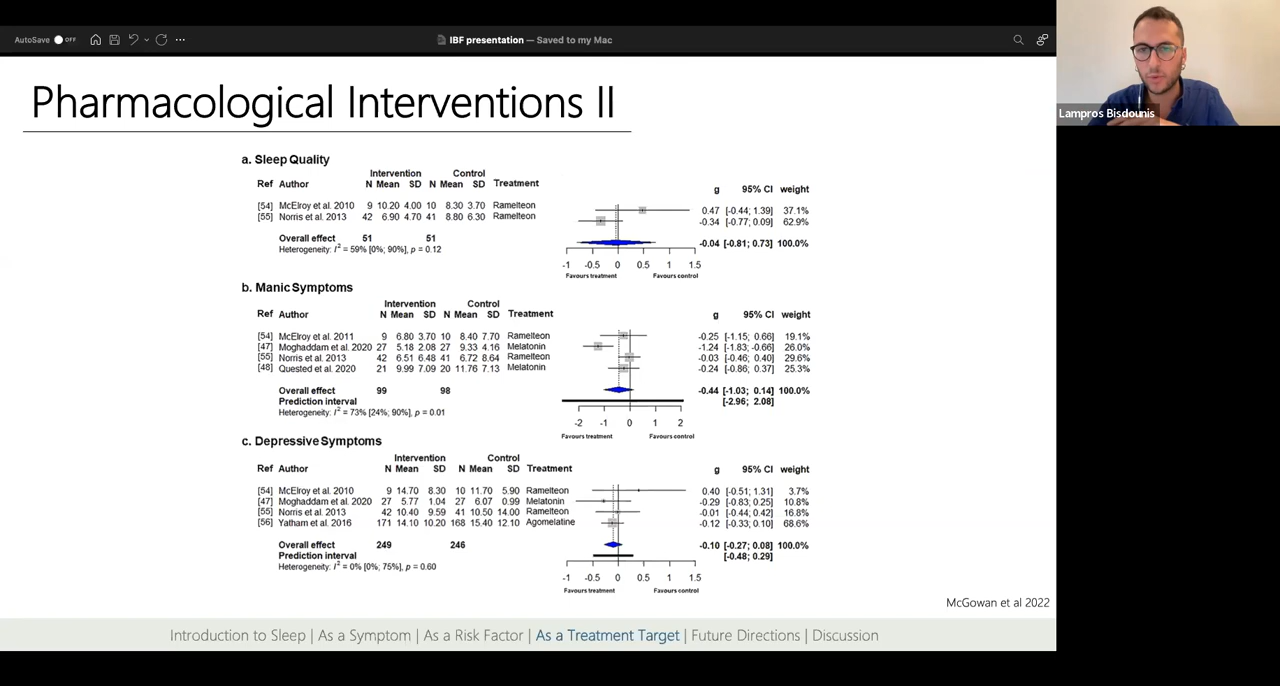 AutoSave OFF
IBF presentation — Saved to my Mac
Lampros Bisdounis
Pharmacological Interventions II
a. Sleep Quality
Intervention Control
Ref Author N Mean SD N Mean SD Treatment g 95% CI weight
[54] McElroy et al. 2010 9 10.20 4.00 10 8.30 3.70 Ramelteon 0.47 [-0.44; 1.39] 37.1%
[55] Norris et al. 2013 42 6.90 4.70 41 8.80 6.30 Ramelteon -0.34 [-0.77; 0.09] 62.9%
Overall effect 51 51 -0.04 [-0.81; 0.73] 100.0%
Heterogeneity: I² = 59% [0%; 90%], p = 0.12
-1 -0.5 0 0.5 1 1.5
Favours treatment Favours control
b. Manic Symptoms
Intervention Control
Ref Author N Mean SD N Mean SD Treatment g 95% CI weight
[54] McElroy et al. 2011 9 6.80 3.70 10 8.40 7.70 Ramelteon -0.25 [-1.15; 0.66] 19.1%
[47] Moghaddam et al. 2020 27 5.18 2.08 27 9.33 4.16 Melatonin -1.24 [-1.83; -0.66] 26.0%
[55] Norris et al. 2013 42 6.51 6.48 41 6.72 8.64 Ramelteon -0.03 [-0.46; 0.40] 29.6%
[48] Quested et al. 2020 21 9.99 7.09 20 11.76 7.13 Melatonin -0.24 [-0.86; 0.37] 25.3%
Overall effect 99 98 -0.44 [-1.03; 0.14] 100.0%
Prediction interval [-2.96; 2.08]
Heterogeneity: I² = 73% [24%; 90%], p = 0.01
-2 -1 0 1 2
Favours treatment Favours control
c. Depressive Symptoms
Intervention Control
Ref Author N Mean SD N Mean SD Treatment g 95% CI weight
[54] McElroy et al. 2010 9 14.70 8.30 10 11.70 5.90 Ramelteon 0.40 [-0.51; 1.31] 3.7%
[47] Moghaddam et al. 2020 27 5.77 1.04 27 6.07 0.99 Melatonin -0.29 [-0.83; 0.25] 10.8%
[55] Norris et al. 2013 42 10.40 9.59 41 10.50 14.00 Ramelteon -0.01 [-0.44; 0.42] 16.8%
[56] Yatham et al. 2016 171 14.10 10.20 168 15.40 12.10 Agomelatine -0.12 [-0.33; 0.10] 68.6%
Overall effect 249 246 -0.10 [-0.27; 0.08] 100.0%
Prediction interval [-0.48; 0.29]
Heterogeneity: I² = 0% [0%; 75%], p = 0.60
-1 -0.5 0 0.5 1 1.5
Favours treatment Favours control
McGowan et al 2022
Introduction to Sleep | As a Symptom | As a Risk Factor | As a Treatment Target | Future Directions | Discussion